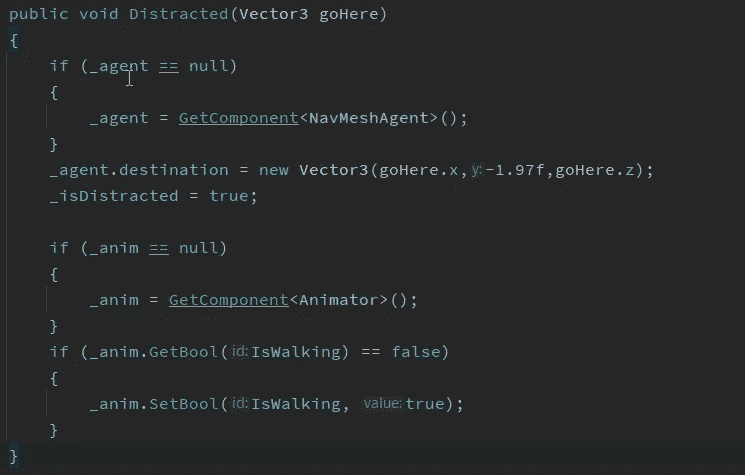 public void Distracted(Vector3 goHere)
{
    if (_agent == null)
    {
        _agent = GetComponent<NavMeshAgent>();
    }
    _agent.destination = new Vector3(goHere.x, y:-1.97f,goHere.z);
    _isDistracted = true;

    if (_anim == null)
    {
        _anim = GetComponent<Animator>();
    }
    if (_anim.GetBool( id:IsWalking) == false)
    {
        _anim.SetBool( id:IsWalking, value:true);
    }
}